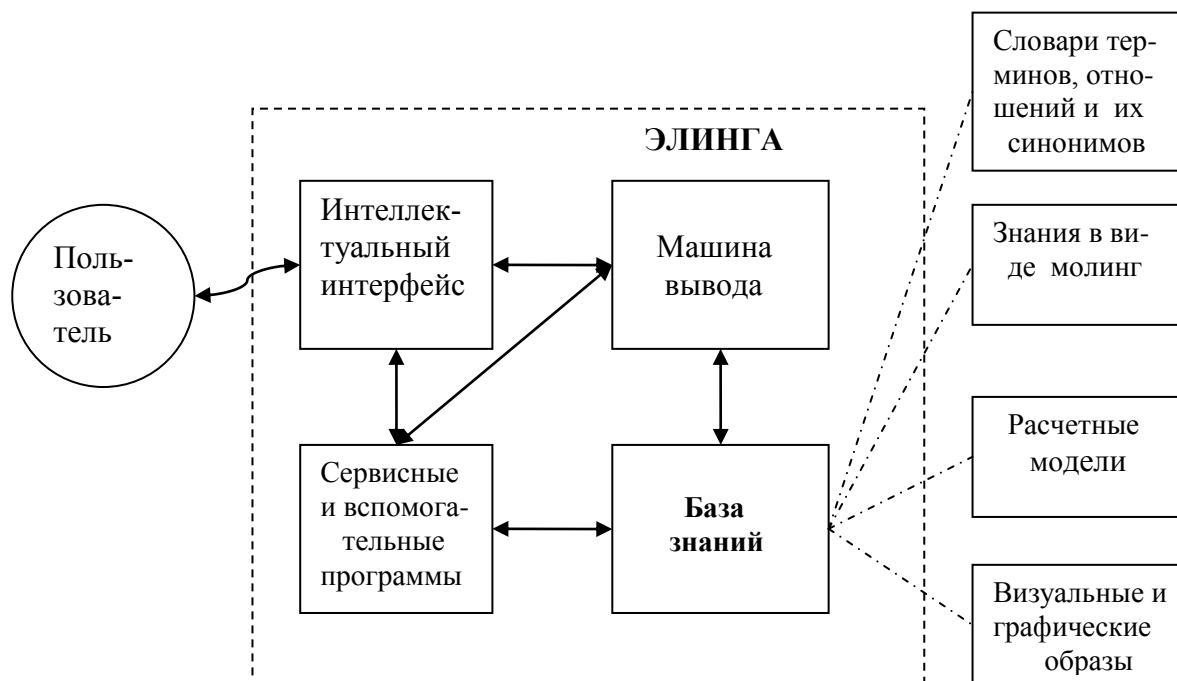 Словари тер-
минов, отно-
шений и их
синонимов
ЭЛИНГА
Поль-
зова-
тель
Интеллек-
туальный
интерфейс
Машина
вывода
Знания в ви-
де молинг
Сервисные
и вспомога-
тельные
программы
База
знаний
Расчетные
модели
Визуальные и
графические
образы